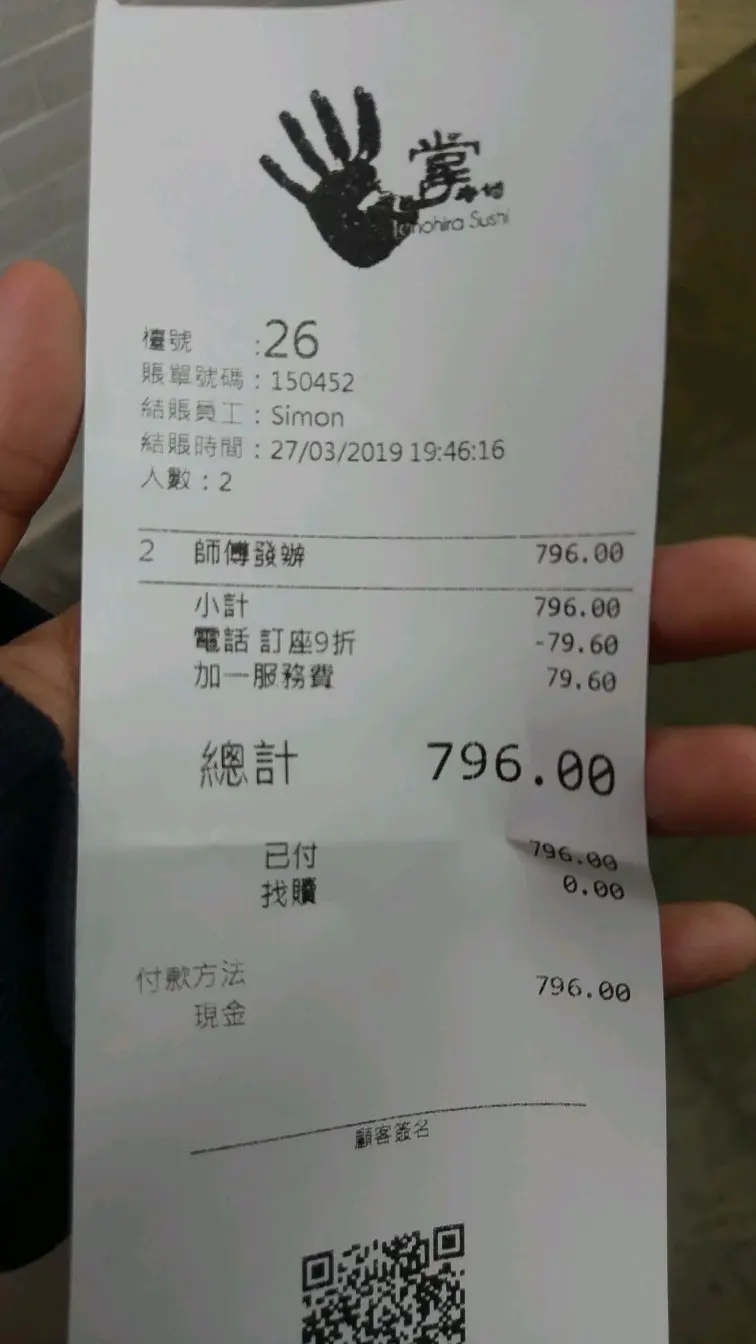 掌
Tenohira Sushi
檯號 :26
賬單號碼 : 150452
結賬員工 : Simon
結賬時間 : 27/03/2019 19:46:16
人數 : 2
2 師傅發辦 796.00
小計 796.00
電話 訂座9折 -79.60
加一服務費 79.60
總計 796.00
已付 796.00
找贖 0.00
付款方法 796.00
現金
顧客簽名